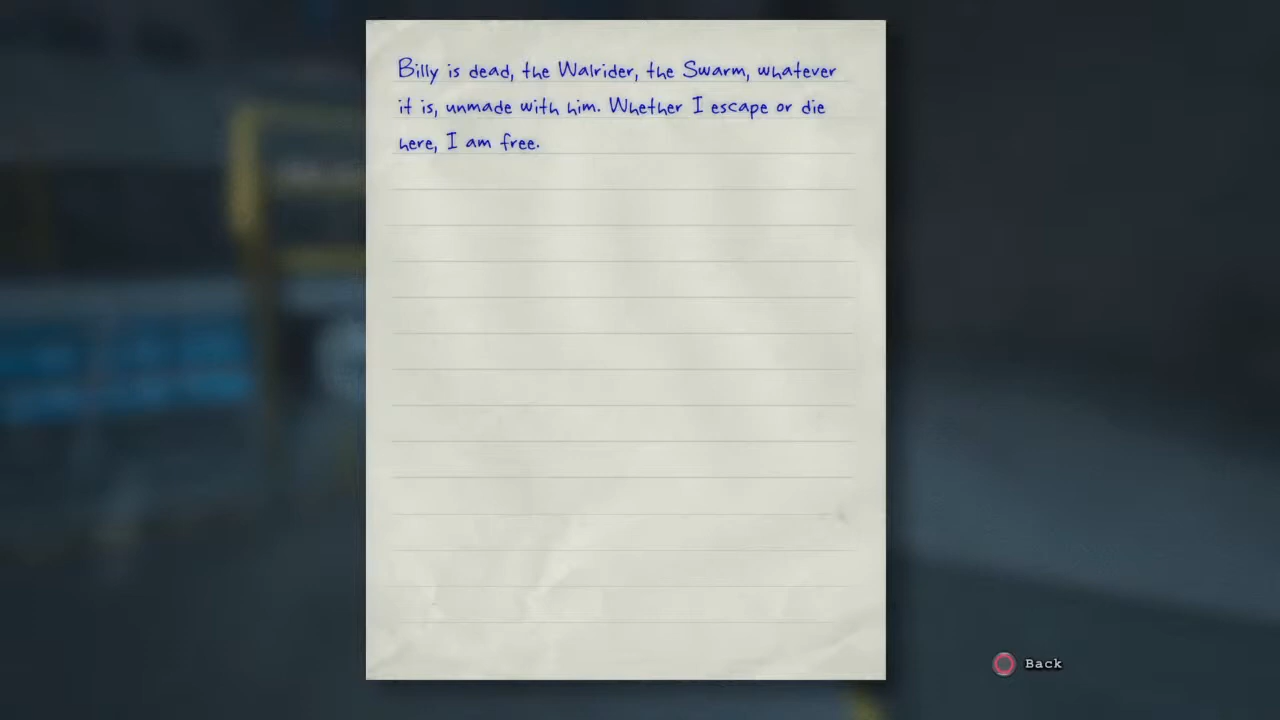 Billy is dead, the Walrider, the Swarm, whatever
it is, unmade with him. Whether I escape or die
here, I am free.
Back